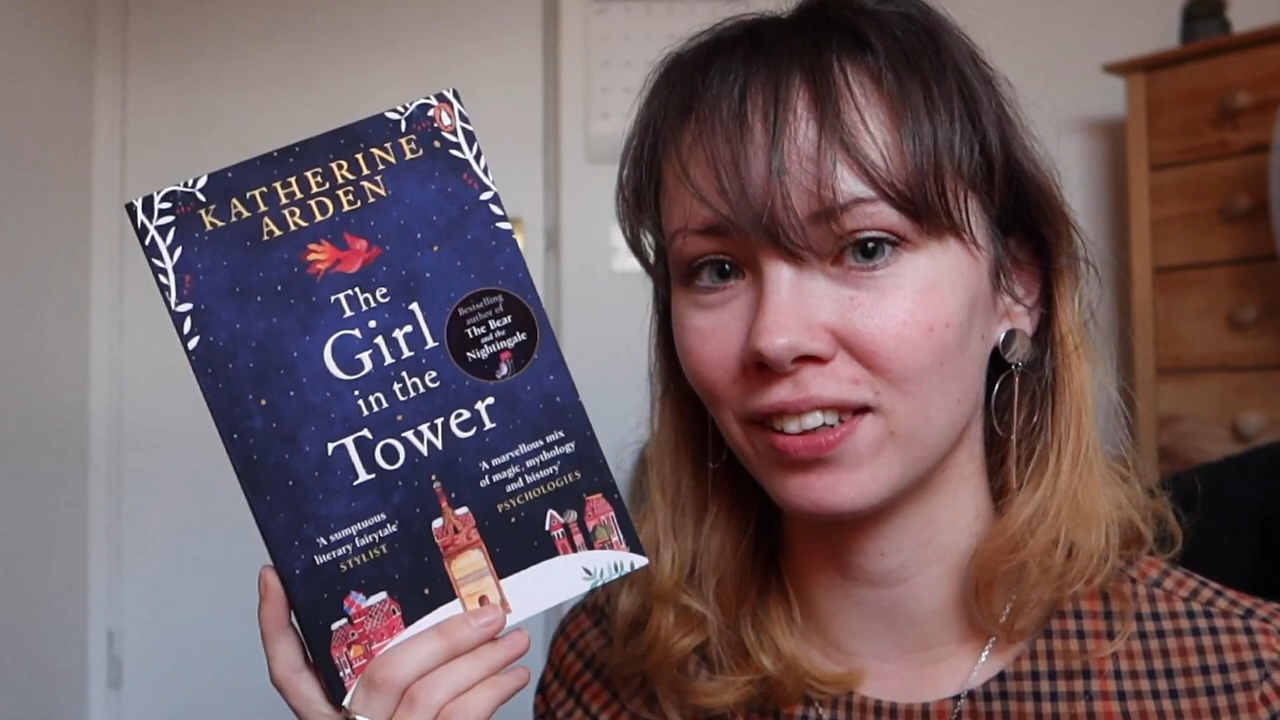 KATHERINE
ARDEN
The
Girl
in the
Tower
Bestselling
author of
The Bear
and the
Nightingale
'A marvellous mix
of magic, mythology
and history'
PSYCHOLOGIES
'A sumptuous
literary fairytale'
STYLIST